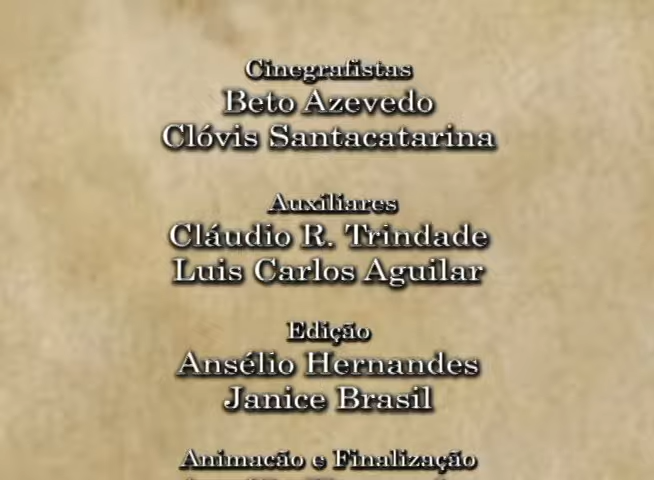 Cinegrafistas
Beto Azevedo
Clóvis Santacatarina
Auxiliares
Cláudio R. Trindade
Luis Carlos Aguilar
Edição
Ansélio Hernandes
Janice Brasil
Animação e Finalização